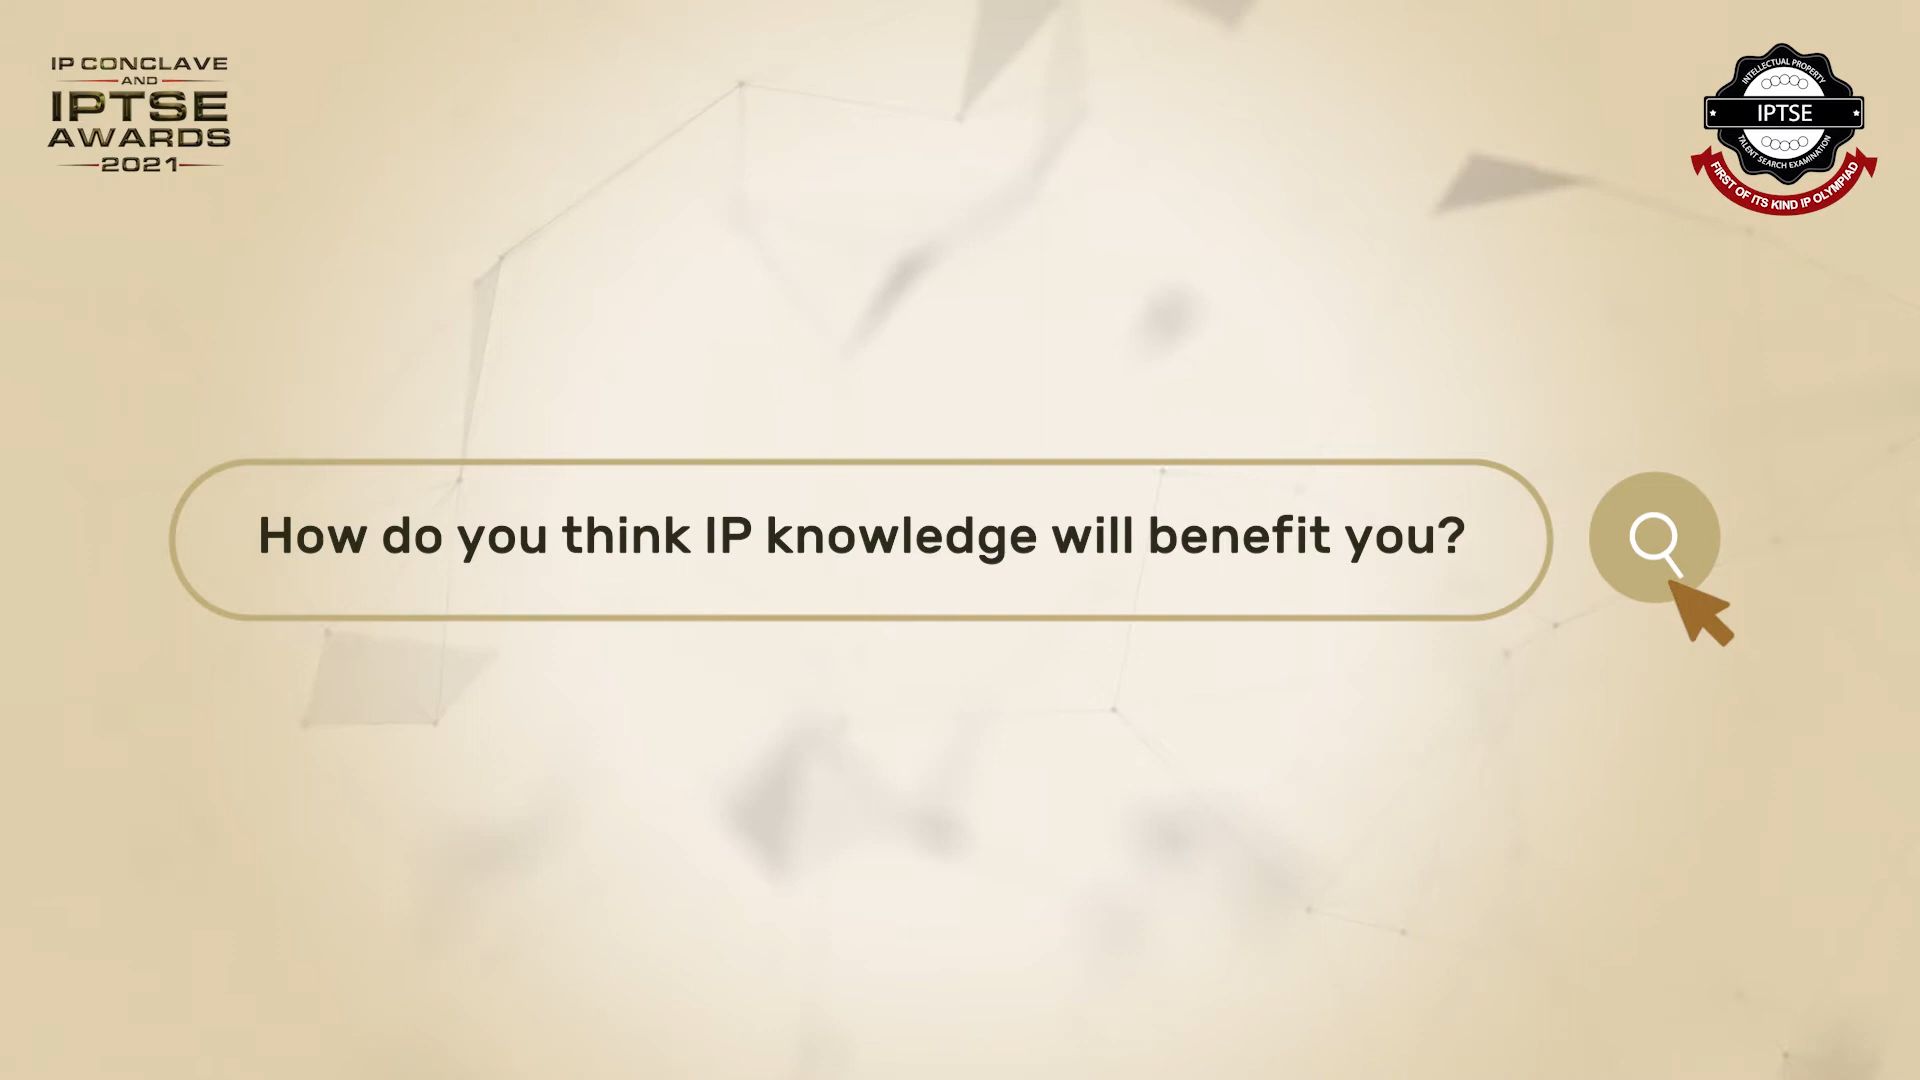 IP CONCLAVE
AND
IPTSE
AWARDS
2021
INTELLECTUAL PROPERTY
IPTSE
TALENT SEARCH EXAMINATION
FIRST OF ITS KIND IP OLYMPIAD
How do you think IP knowledge will benefit you?